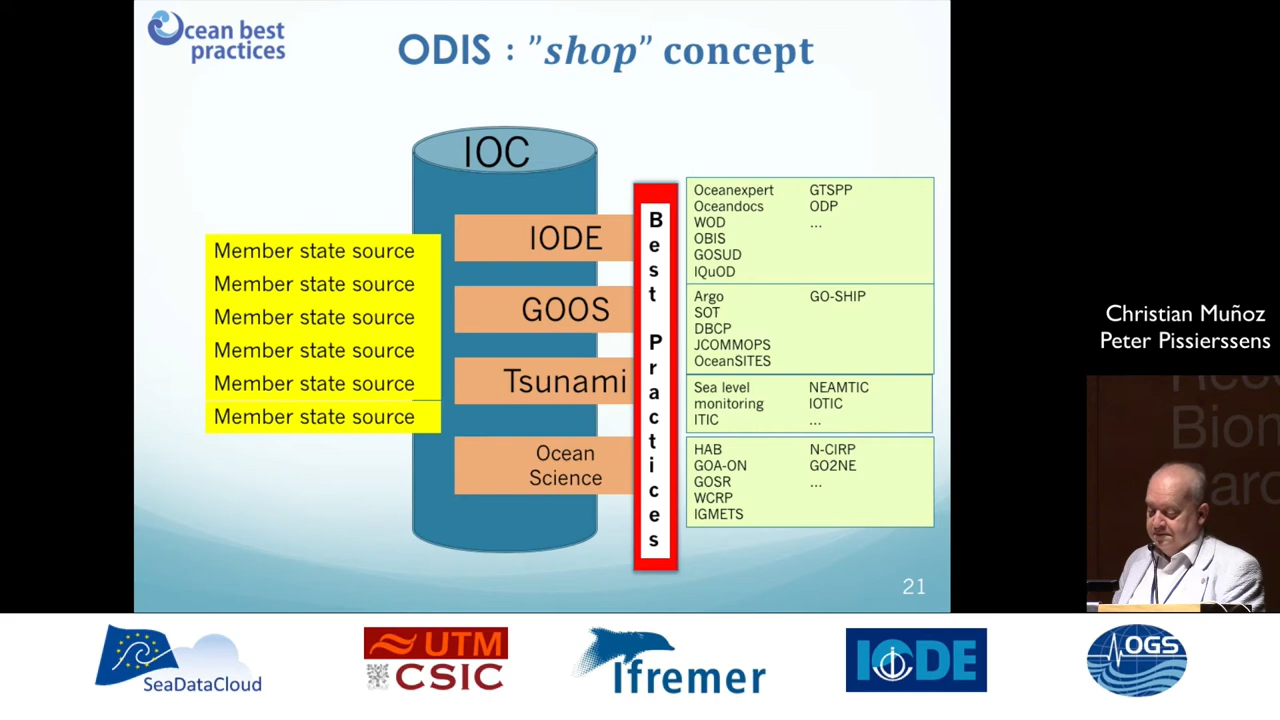 Ocean best
practices
ODIS : "shop" concept
IOC
IODE
GOOS
Tsunami
Ocean
Science
Member state source
Member state source
Member state source
Member state source
Member state source
Member state source
Best Practices
Oceanexpert GTSPP
Oceandocs ODP
WOD ...
OBIS
GOSUD
IQuOD
Argo GO-SHIP
SOT
DBCP
JCOMMOPS
OceanSITES
Sea level NEAMTIC
monitoring IOTIC
ITIC ...
HAB N-CIRP
GOA-ON GO2NE
GOSR ...
WCRP
IGMETS
21
Christian Muñoz
Peter Pissierssens
SeaDataCloud
UTM
CSIC
Ifremer
IODE
OGS